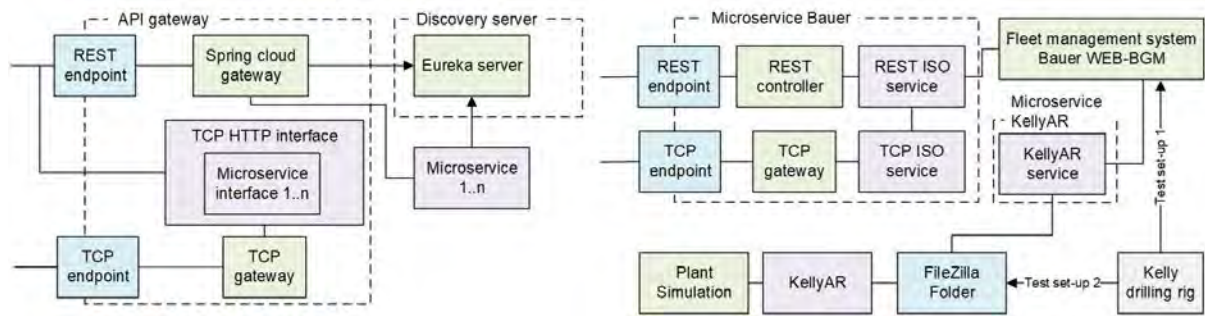 API gateway
REST
endpoint
Spring cloud
gateway
TCP HTTP interface
Microservice
interface 1..n
TCP
endpoint
TCP
gateway
Discovery server
Eureka server
Microservice
1..n
Microservice Bauer
REST
endpoint
REST
controller
REST ISO
service
TCP
endpoint
TCP
gateway
TCP ISO
service
Fleet management system
Bauer WEB-BGM
Microservice
KellyAR
KellyAR
service
Test set-up 1
Plant
Simulation
KellyAR
FileZilla
Folder
Test set-up 2
Kelly
drilling rig